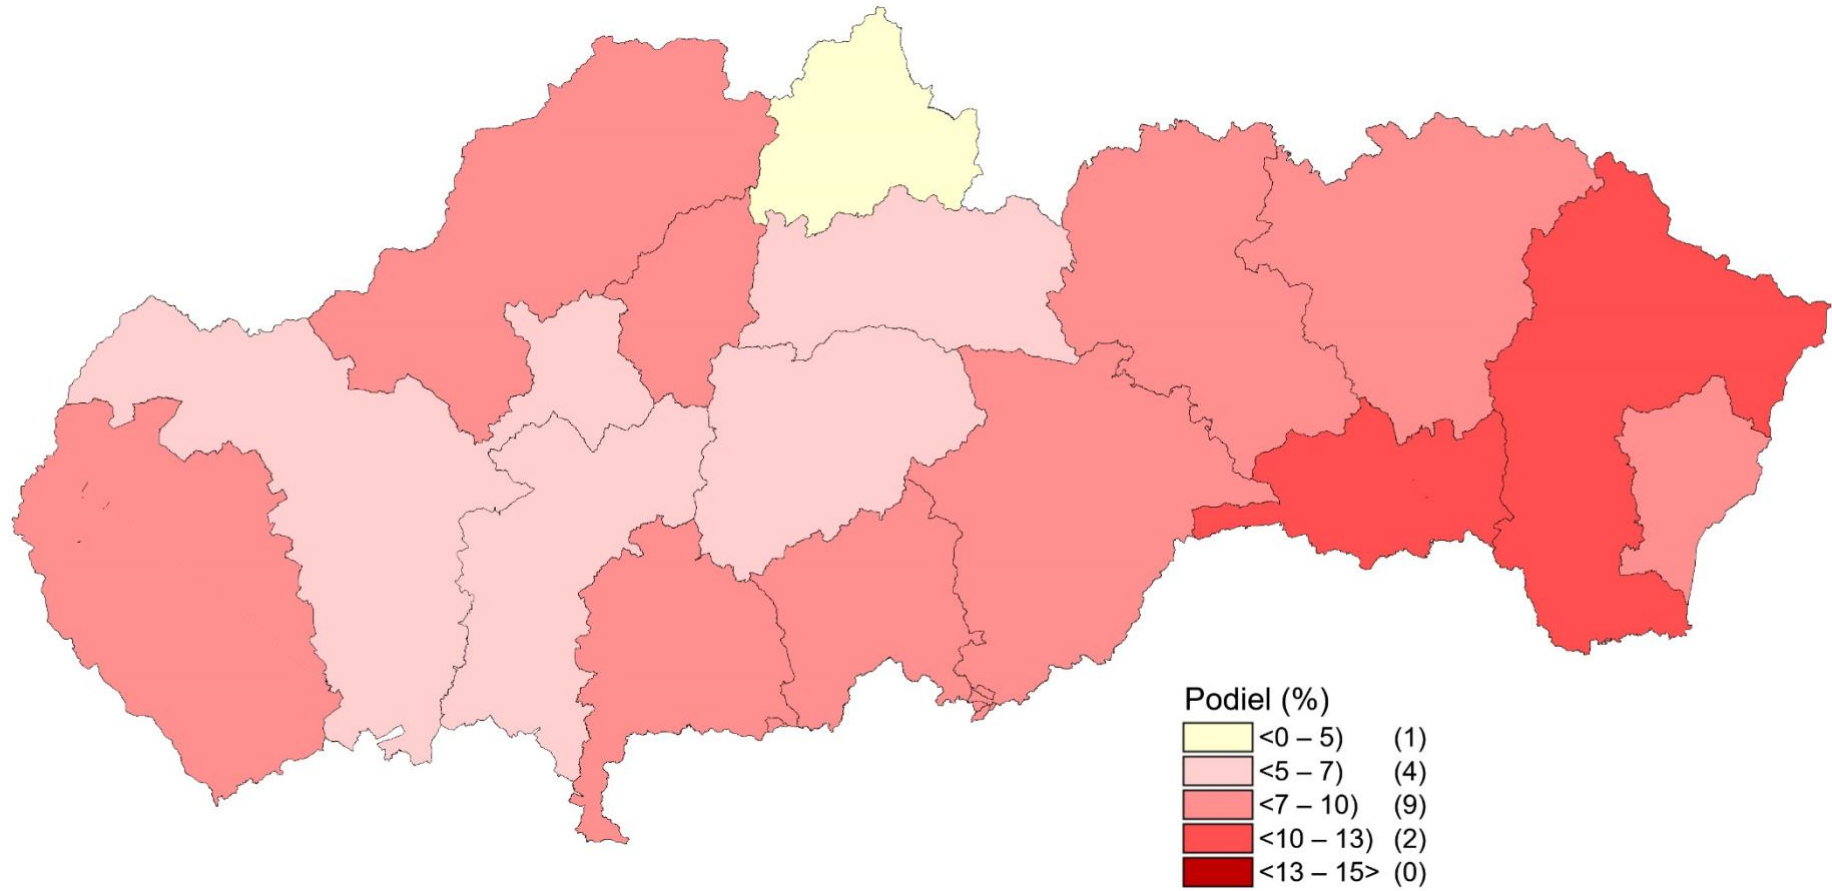 Podiel (%)
<0 – 5) (1)
<5 – 7) (4)
<7 – 10) (9)
<10 – 13) (2)
<13 – 15> (0)